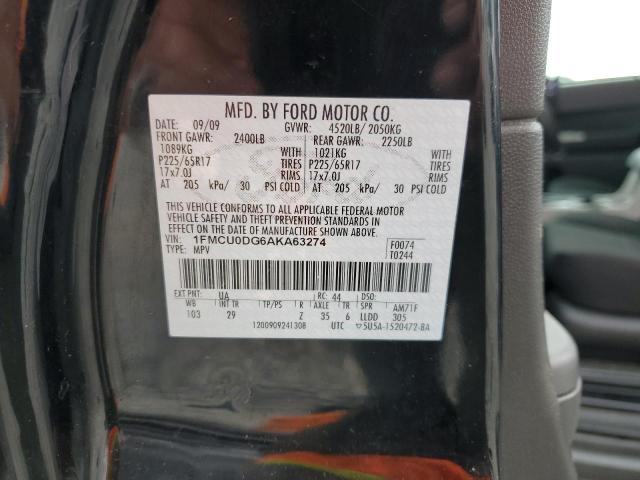 MFD. BY FORD MOTOR CO.
DATE: 09/09 GVWR: 4520LB/ 2050KG
FRONT GAWR: 2400LB REAR GAWR: 2250LB
1089KG WITH 1021KG WITH
P225/65R17 TIRES P225/65R17 TIRES
17x7.0J RIMS 17x7.0J RIMS
AT 205 kPa/ 30 PSI COLD AT 205 kPa/ 30 PSI COLD
THIS VEHICLE CONFORMS TO ALL APPLICABLE FEDERAL MOTOR
VEHICLE SAFETY AND THEFT PREVENTION STANDARDS IN
EFFECT ON THE DATE OF MANUFACTURE SHOWN ABOVE.
VIN: 1FMCU0DG6AKA63274 F0074
TYPE: MPV T0244
EXT PNT: UA RC: 44 DSO:
WB INT TR TP/PS R AXLE TR SPR AM71F
103 29 Z 35 6 LLDD 305
1200909241308 UTC ▽5U5A-1520472-BA